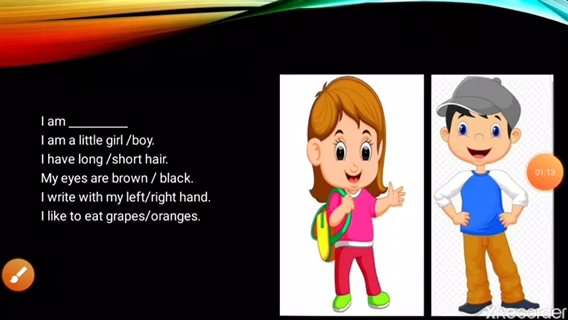 I am _________
I am a little girl /boy.
I have long /short hair.
My eyes are brown / black.
I write with my left/right hand.
I like to eat grapes/oranges.
01:13
XRecorder